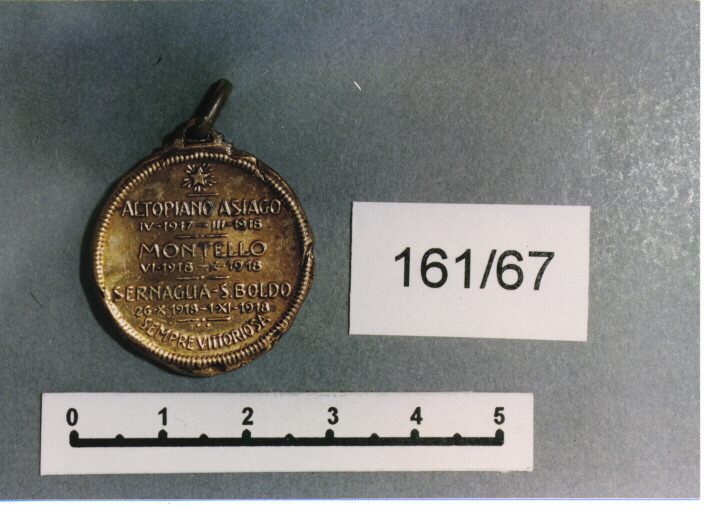 ALTOPIANO ASIAGO
IV-1917-III-1918
MONTELLO
VI-1918-X-1918
SERNAGLIA-S.BOLDO
26-X 1918-1-XI-1918
SEMPRE VITTORIOSA
161/67
0 1 2 3 4 5